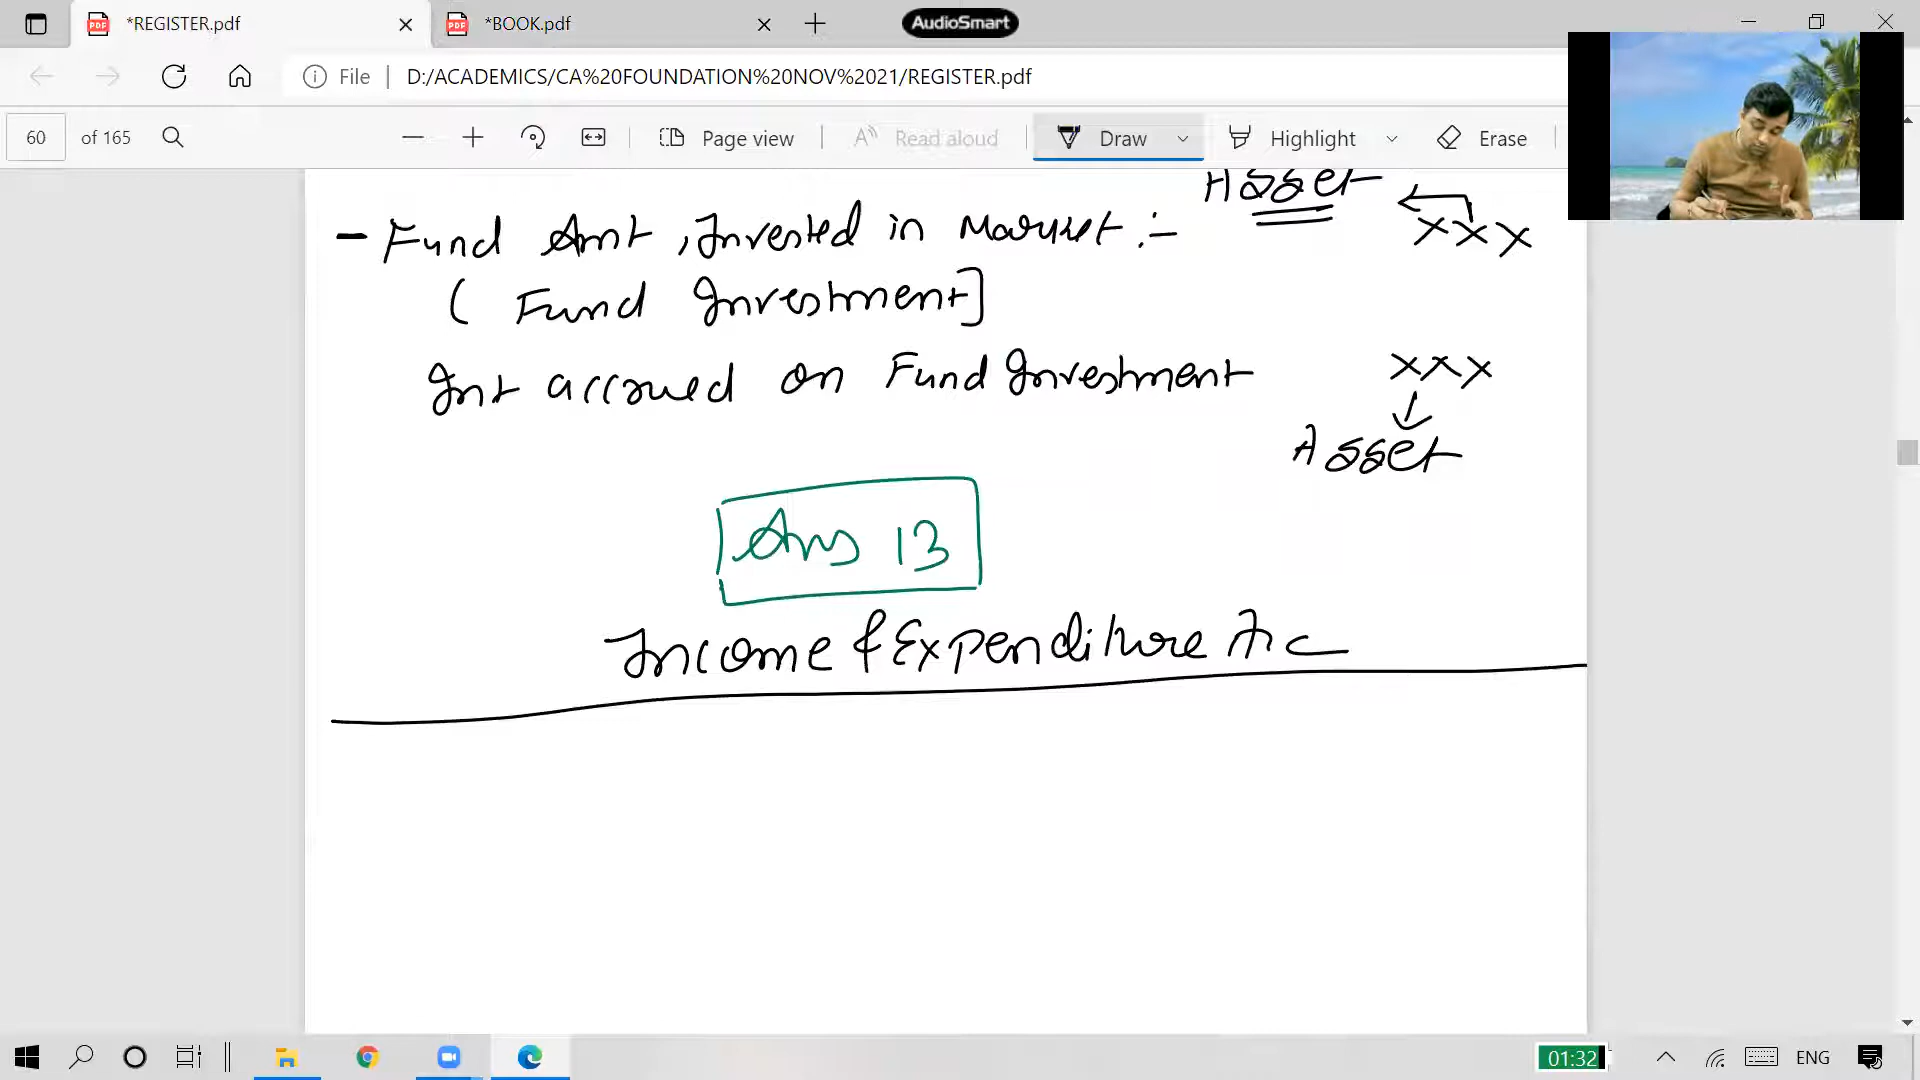 *REGISTER.pdf
*BOOK.pdf
AudioSmart
File
D:/ACADEMICS/CA%20FOUNDATION%20NOV%2021/REGISTER.pdf
60 of 165
Page view
Read aloud
Draw
Highlight
Erase
Asset
- Fund Amt, Invested in Market :- xxx
( Fund Investment]
Int accrued on Fund Investment xxx
Asset
Ans 13
Income & Expenditure A/c
01:32
ENG